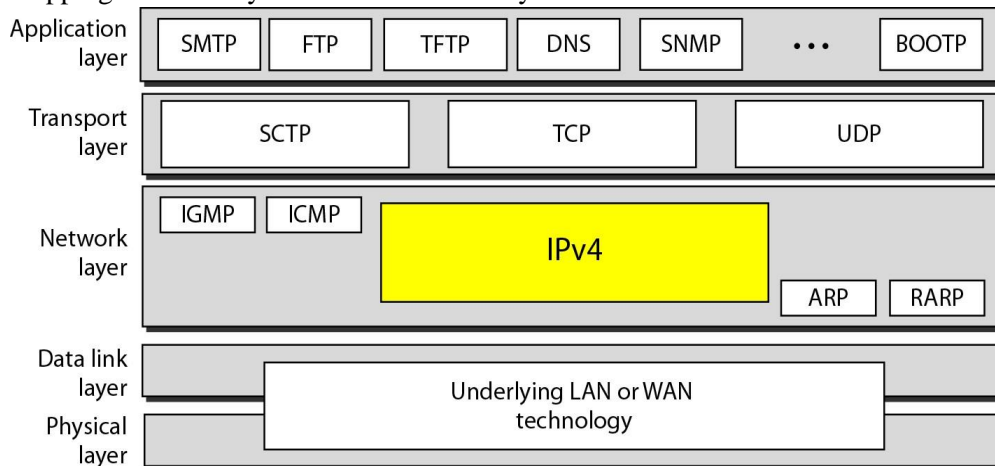 Application
layer
SMTP
FTP
TFTP
DNS
SNMP
...
BOOTP
Transport
layer
SCTP
TCP
UDP
Network
layer
IGMP
ICMP
IPv4
ARP
RARP
Data link
layer
Underlying LAN or WAN
technology
Physical
layer